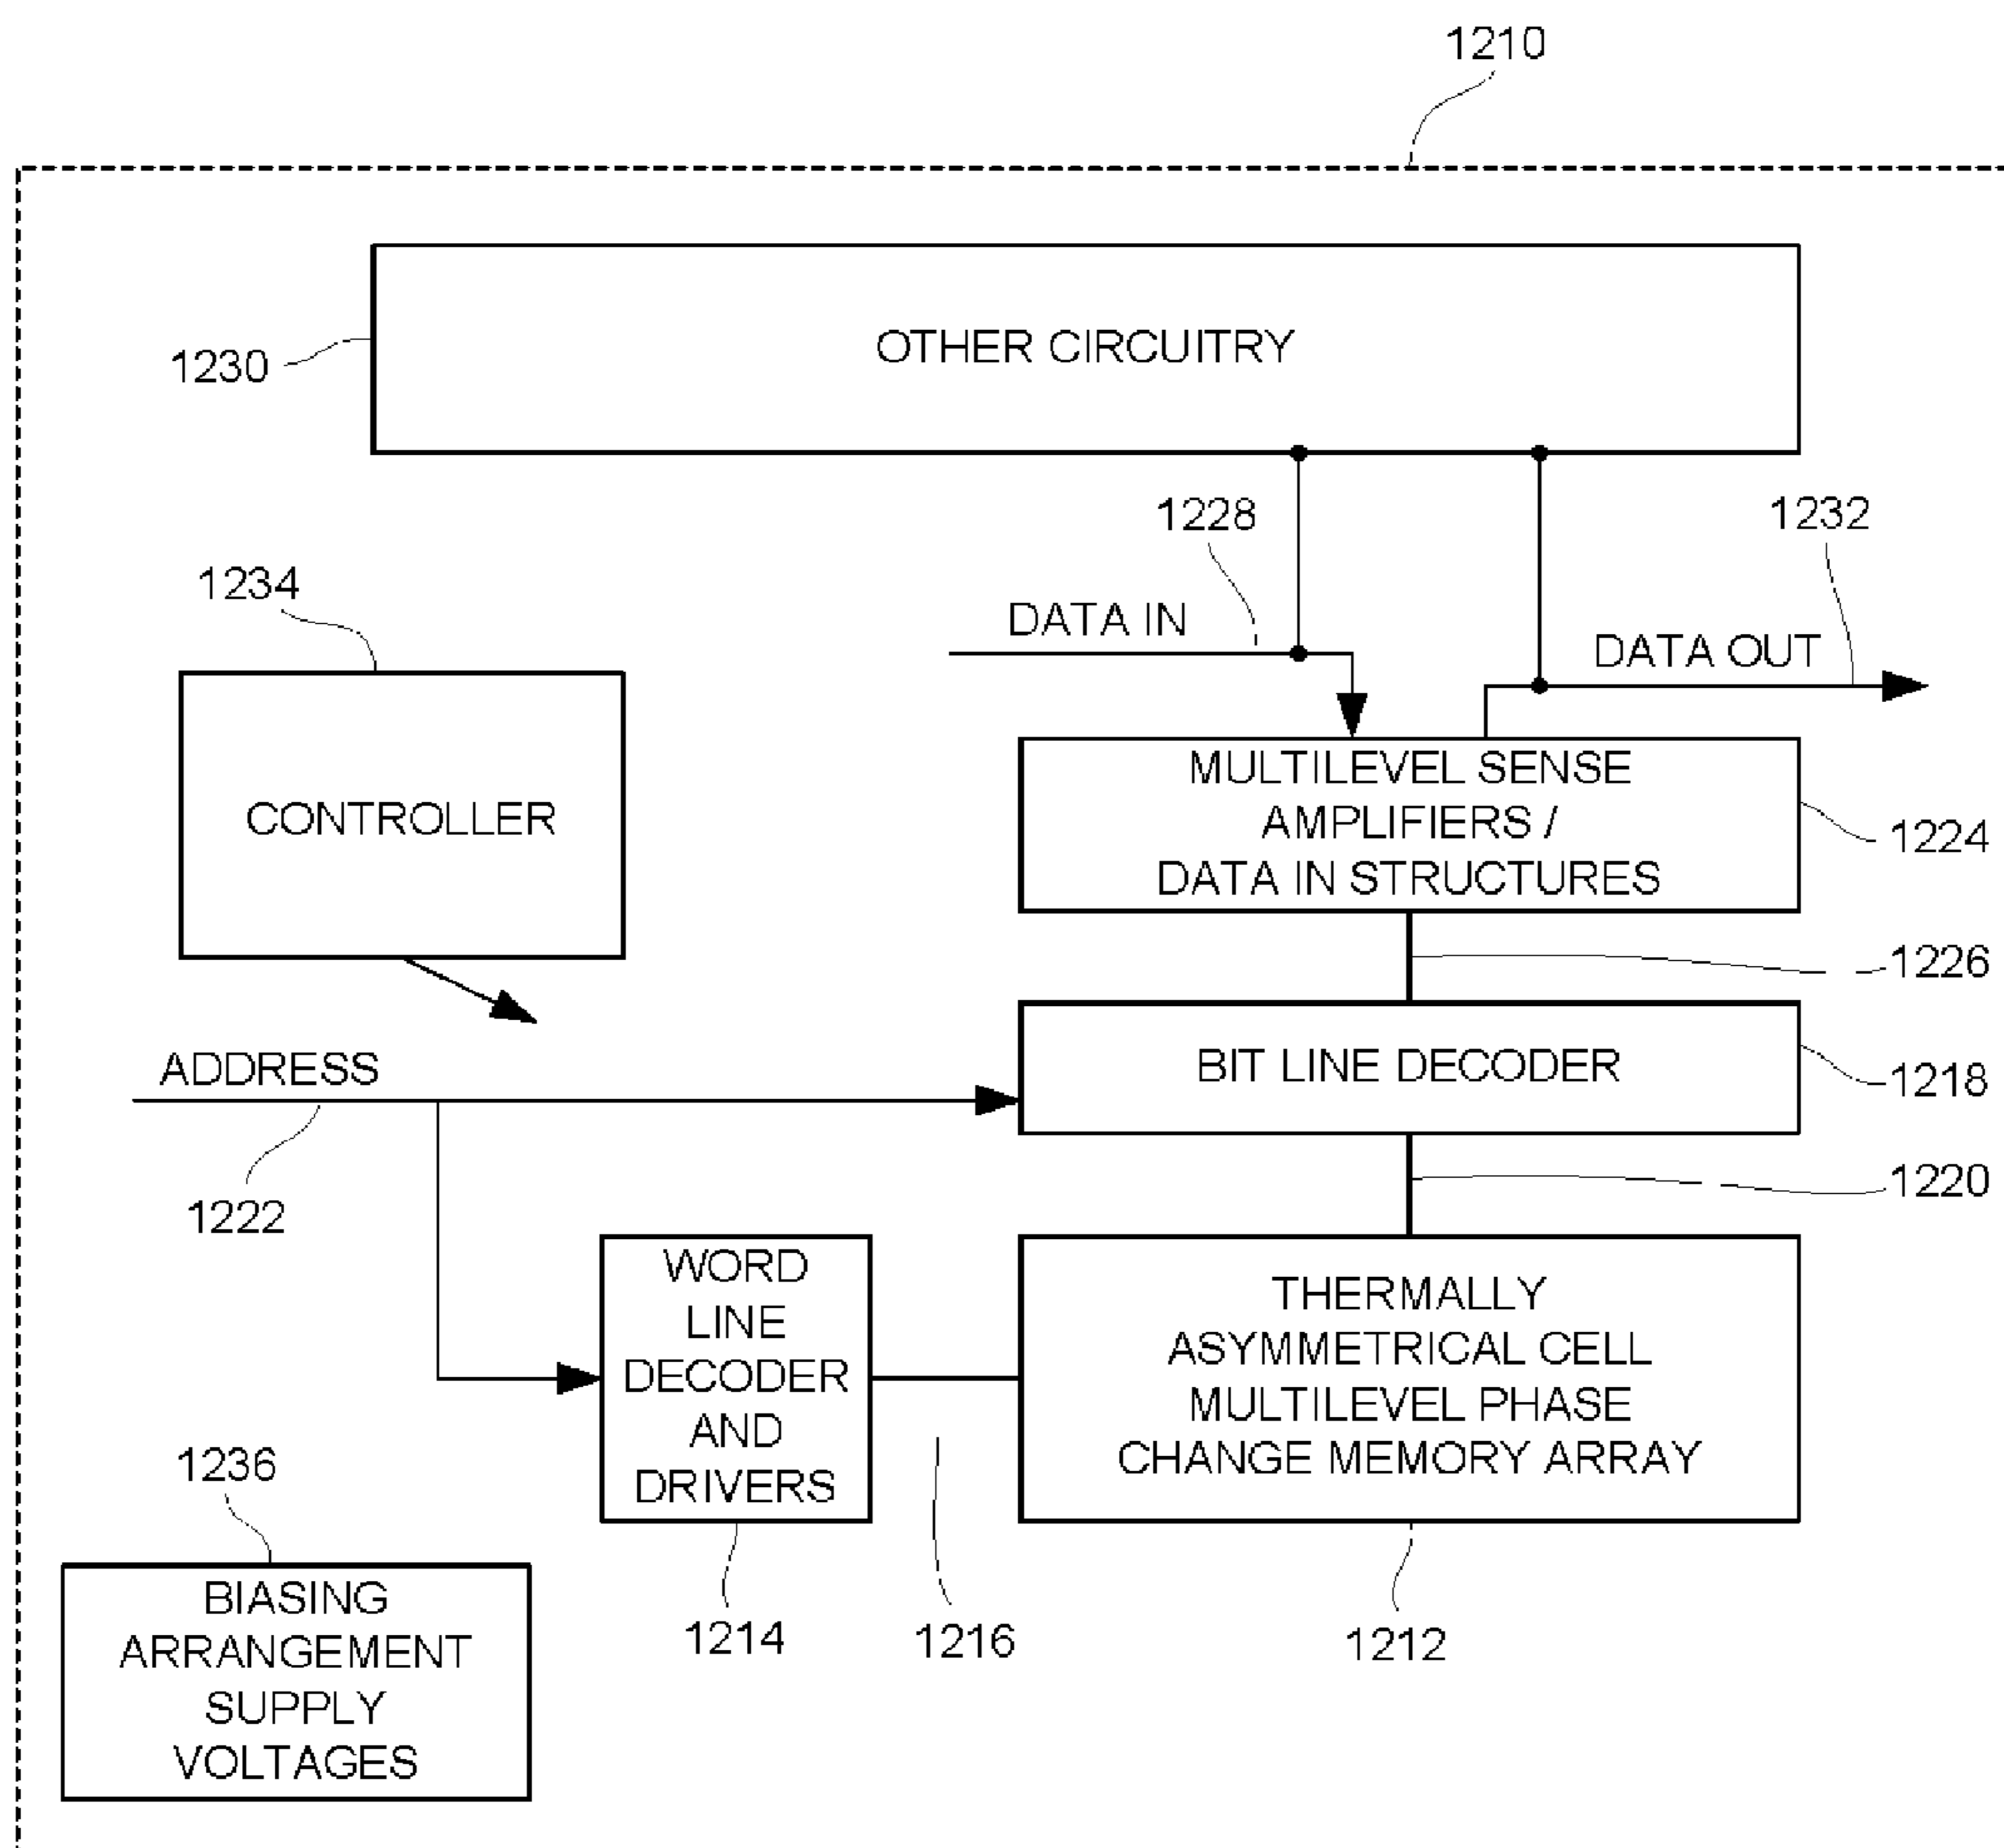 1210
OTHER CIRCUITRY
1230
1228
1232
1234
DATA IN
DATA OUT
CONTROLLER
MULTILEVEL SENSE
AMPLIFIERS /
DATA IN STRUCTURES
1224
1226
ADDRESS
BIT LINE DECODER
1218
1222
1220
WORD
LINE
DECODER
AND
DRIVERS
THERMALLY
ASYMMETRICAL CELL
MULTILEVEL PHASE
CHANGE MEMORY ARRAY
1236
1214
1216
1212
BIASING
ARRANGEMENT
SUPPLY
VOLTAGES